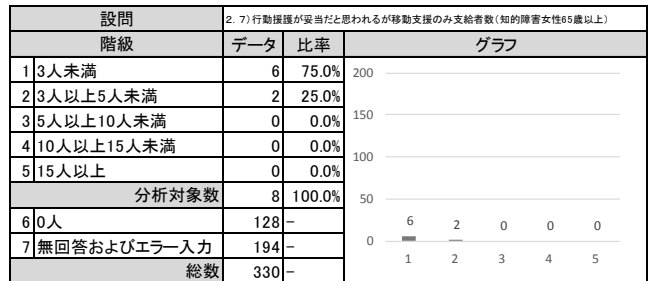 設問 2. 7)行動援護が妥当だと思われるが移動支援のみ支給者数(知的障害女性65歳以上)
階級 データ 比率 グラフ
1 3人未満 6 75.0%
2 3人以上5人未満 2 25.0%
3 5人以上10人未満 0 0.0%
4 10人以上15人未満 0 0.0%
5 15人以上 0 0.0%
分析対象数 8 100.0%
6 0人 128 -
7 無回答およびエラー入力 194 -
総数 330 -
200
150
100
50
0
6 2 0 0 0
1 2 3 4 5